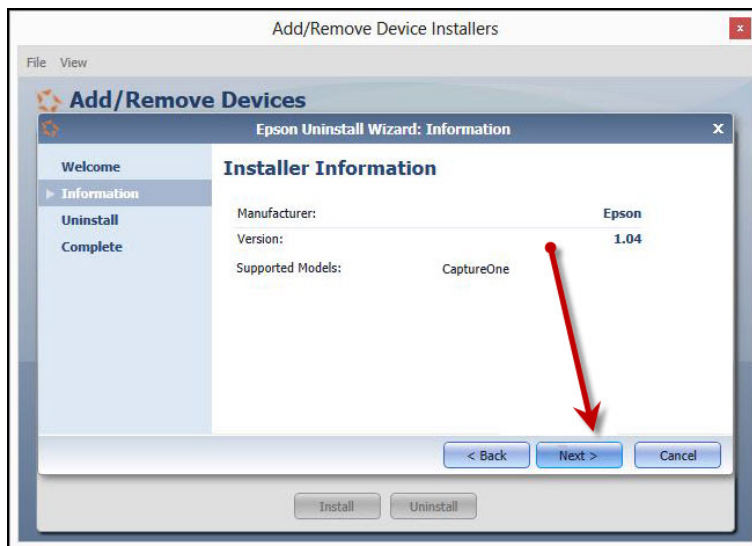 Add/Remove Device Installers
x
File View
Add/Remove Devices
Epson Uninstall Wizard: Information
x
Welcome
Information
Uninstall
Complete
Installer Information
Manufacturer: Epson
Version: 1.04
Supported Models: CaptureOne
< Back Next > Cancel
Install Uninstall